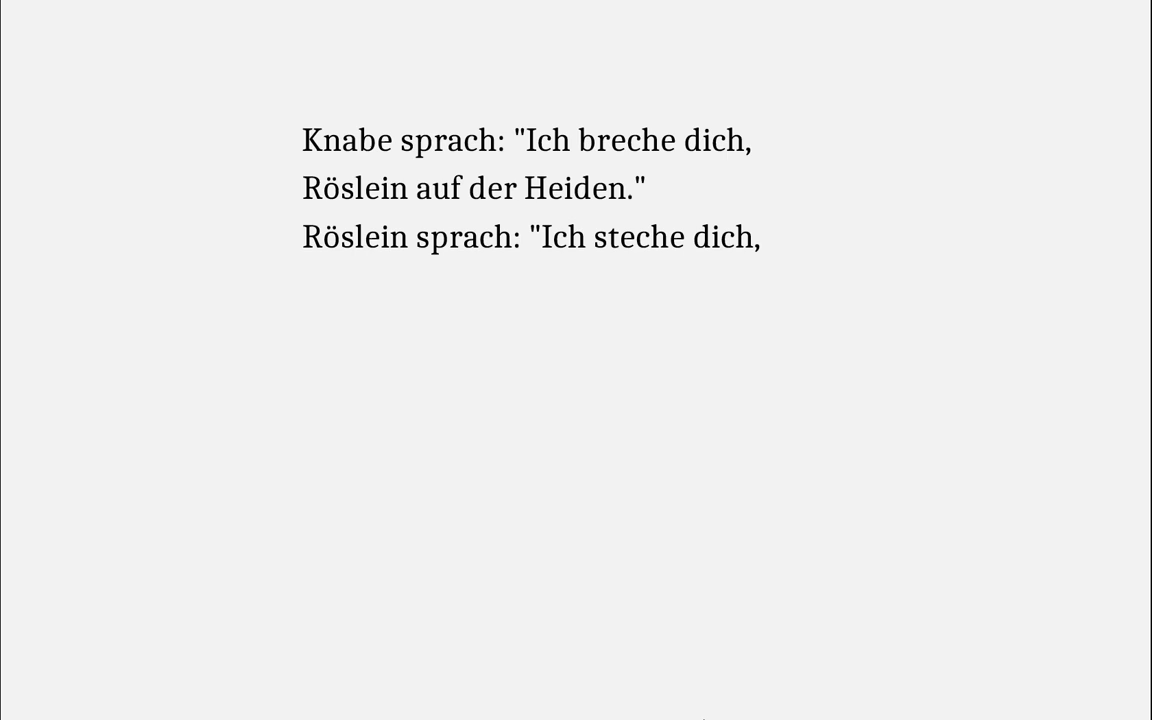 Knabe sprach: "Ich breche dich,
Röslein auf der Heiden."
Röslein sprach: "Ich steche dich,